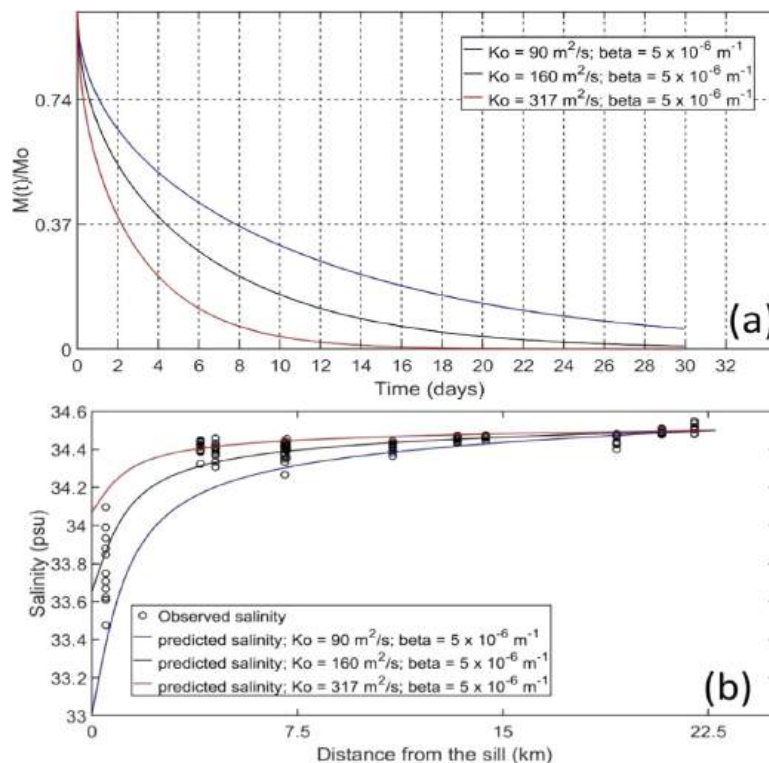 Ko = 90 m²/s; beta = 5 x 10⁻⁶ m⁻¹
Ko = 160 m²/s; beta = 5 x 10⁻⁶ m⁻¹
Ko = 317 m²/s; beta = 5 x 10⁻⁶ m⁻¹
M(t)/Mo
0.74
0.37
0
0 2 4 6 8 10 12 14 16 18 20 22 24 26 28 30 32
Time (days)
(a)
Salinity (psu)
34.6
34.4
34.2
34
33.8
33.6
33.4
33.2
33
Observed salinity
predicted salinity; Ko = 90 m²/s; beta = 5 x 10⁻⁶ m⁻¹
predicted salinity; Ko = 160 m²/s; beta = 5 x 10⁻⁶ m⁻¹
predicted salinity; Ko = 317 m²/s; beta = 5 x 10⁻⁶ m⁻¹
(b)
0 7.5 15 22.5
Distance from the sill (km)